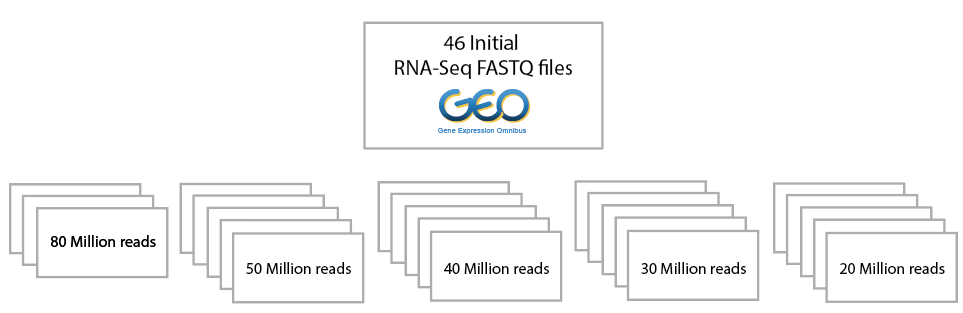 46 Initial
RNA-Seq FASTQ files
GEO
Gene Expression Omnibus
80 Million reads
50 Million reads
40 Million reads
30 Million reads
20 Million reads